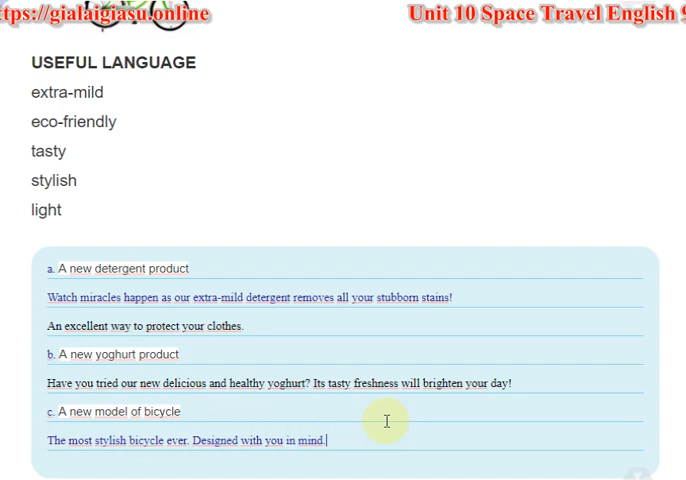 ttps://gialaigiasu.online
Unit 10 Space Travel English 9
USEFUL LANGUAGE
extra-mild
eco-friendly
tasty
stylish
light
a. A new detergent product
Watch miracles happen as our extra-mild detergent removes all your stubborn stains!
An excellent way to protect your clothes.
b. A new yoghurt product
Have you tried our new delicious and healthy yoghurt? Its tasty freshness will brighten your day!
c. A new model of bicycle
The most stylish bicycle ever. Designed with you in mind.